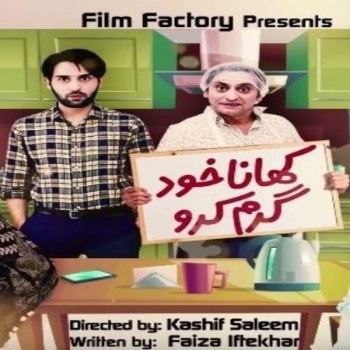 Film Factory Presents
کھانا خود
گرم کرو
Directed by: Kashif Saleem
Written by: Faiza Iftekhar